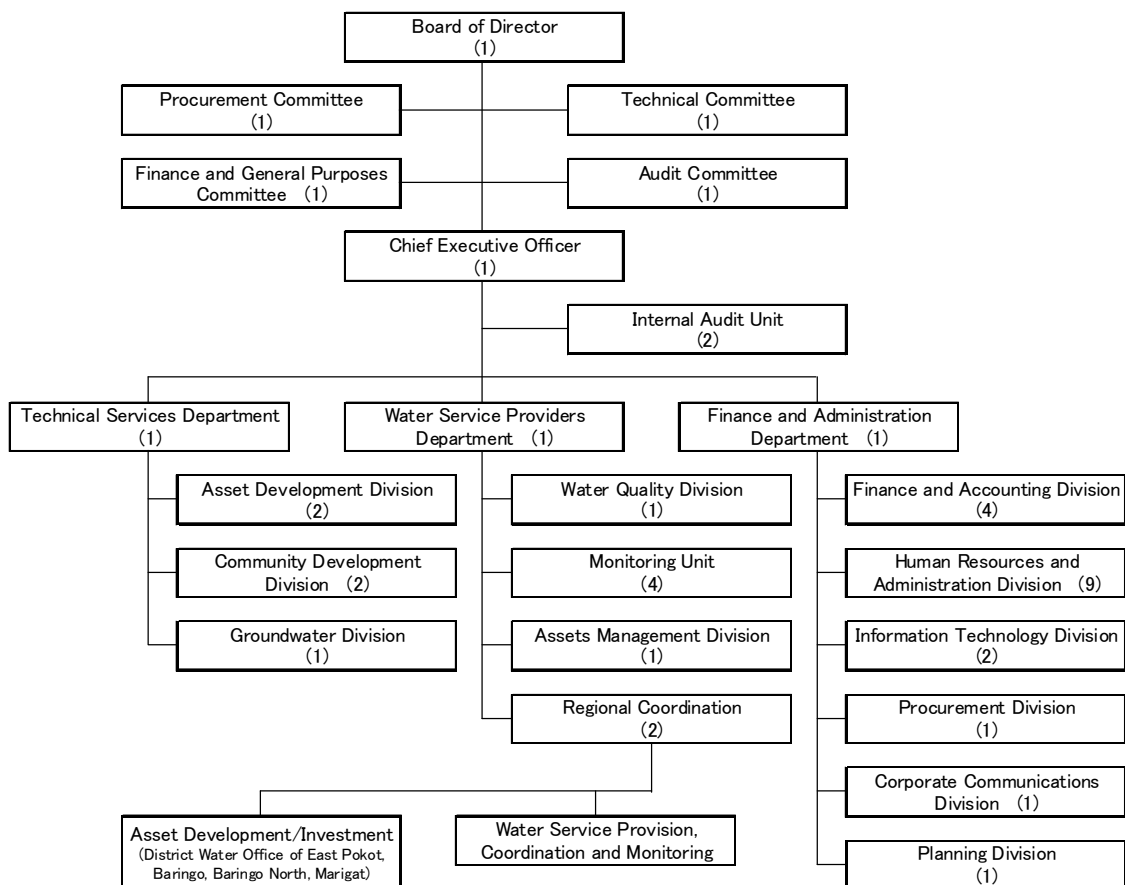 Board of Director
(1)
Procurement Committee
(1)
Technical Committee
(1)
Finance and General Purposes
Committee (1)
Audit Committee
(1)
Chief Executive Officer
(1)
Internal Audit Unit
(2)
Technical Services Department
(1)
Water Service Providers
Department (1)
Finance and Administration
Department (1)
Asset Development Division
(2)
Community Development
Division (2)
Groundwater Division
(1)
Water Quality Division
(1)
Monitoring Unit
(4)
Assets Management Division
(1)
Regional Coordination
(2)
Asset Development/Investment
(District Water Office of East Pokot,
Baringo, Baringo North, Marigat)
Water Service Provision,
Coordination and Monitoring
Finance and Accounting Division
(4)
Human Resources and
Administration Division (9)
Information Technology Division
(2)
Procurement Division
(1)
Corporate Communications
Division (1)
Planning Division
(1)